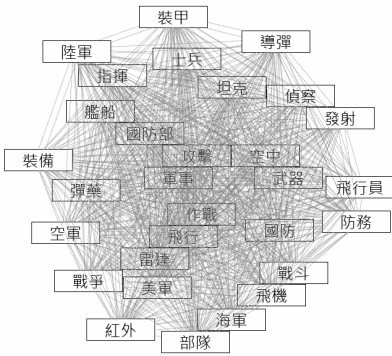 裝甲
導彈
陸軍
士兵
指揮
坦克
偵察
艦船
發射
國防部
攻擊
空中
裝備
軍事
武器
彈藥
飛行員
作戰
防務
空軍
飛行
國防
雷達
戰爭
美軍
戰斗
飛機
紅外
海軍
部隊